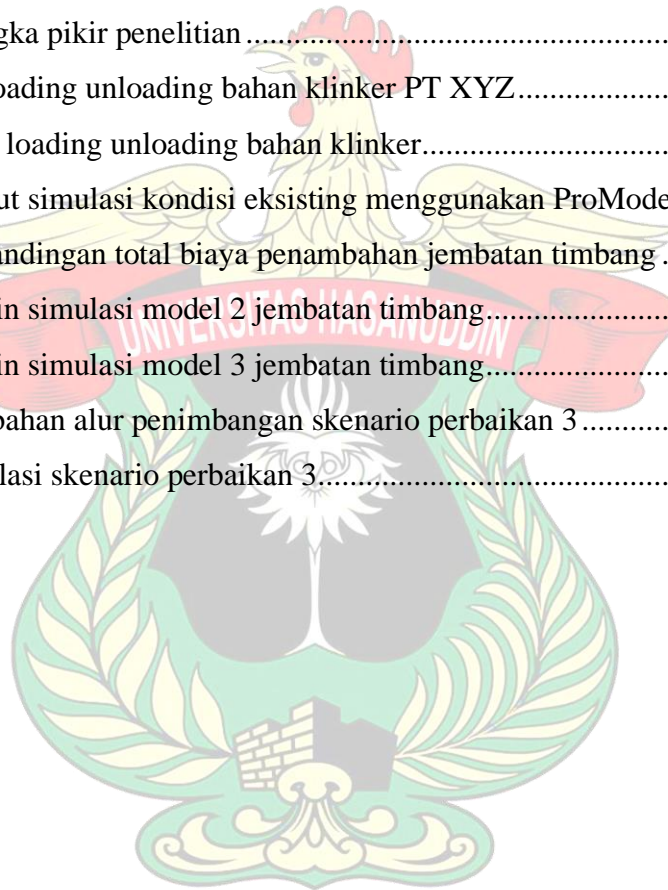 gka pikir penelitian
oading unloading bahan klinker PT XYZ
loading unloading bahan klinker
ut simulasi kondisi eksisting menggunakan ProMode
andingan total biaya penambahan jembatan timbang
in simulasi model 2 jembatan timbang
UNIVERSITAS HASANUDDIN
in simulasi model 3 jembatan timbang
bahan alur penimbangan skenario perbaikan 3
lasi skenario perbaikan 3